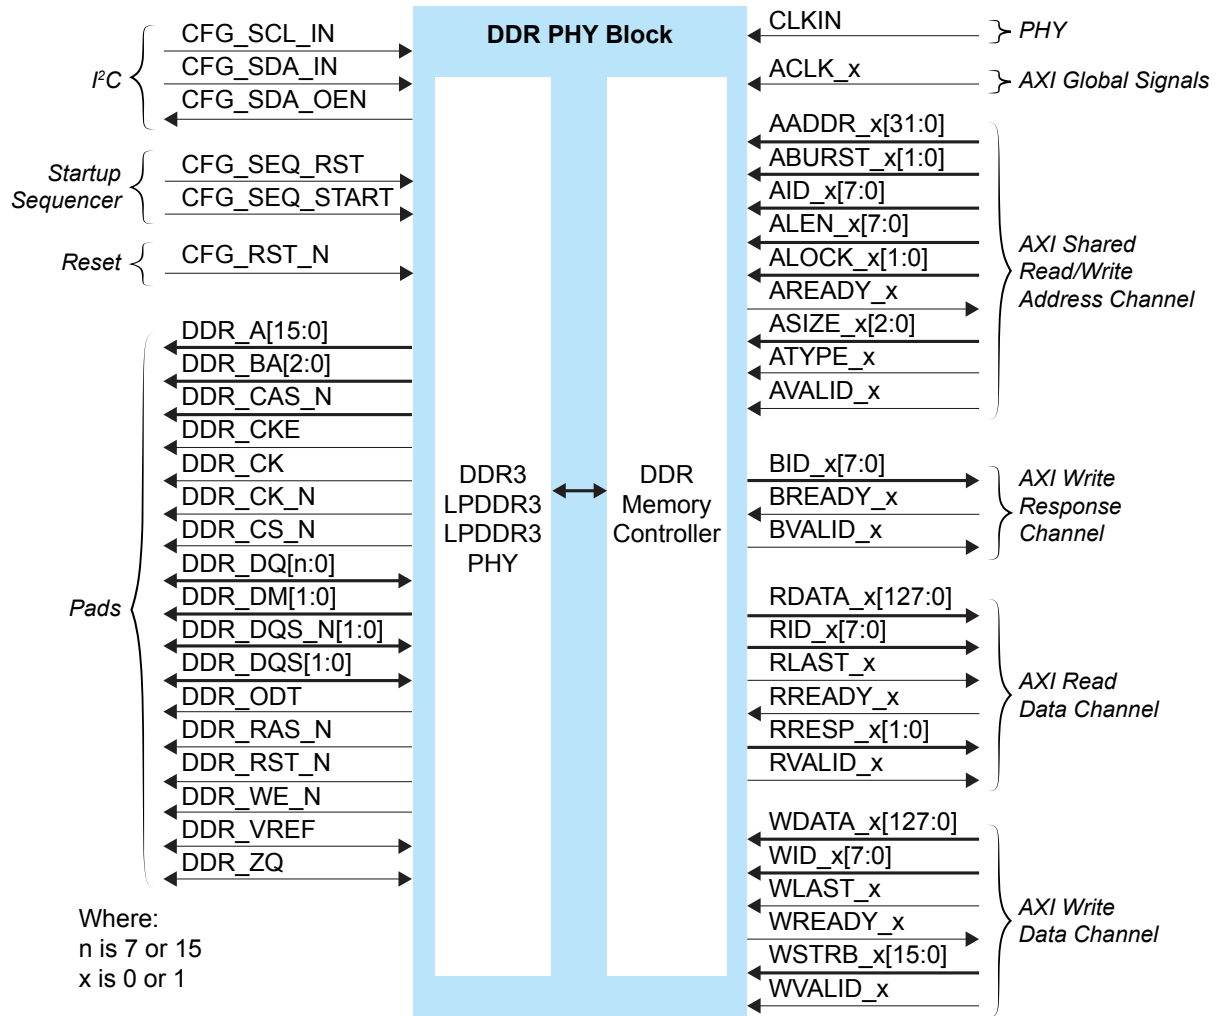 DDR PHY Block
I²C
CFG_SCL_IN
CFG_SDA_IN
CFG_SDA_OEN
Startup
Sequencer
CFG_SEQ_RST
CFG_SEQ_START
Reset
CFG_RST_N
Pads
DDR_A[15:0]
DDR_BA[2:0]
DDR_CAS_N
DDR_CKE
DDR_CK
DDR_CK_N
DDR_CS_N
DDR_DQ[n:0]
DDR_DM[1:0]
DDR_DQS_N[1:0]
DDR_DQS[1:0]
DDR_ODT
DDR_RAS_N
DDR_RST_N
DDR_WE_N
DDR_VREF
DDR_ZQ
Where:
n is 7 or 15
x is 0 or 1
DDR3
LPDDR3
LPDDR3
PHY
DDR
Memory
Controller
CLKIN
PHY
ACLK_x
AXI Global Signals
AADDR_x[31:0]
ABURST_x[1:0]
AID_x[7:0]
ALEN_x[7:0]
ALOCK_x[1:0]
AREADY_x
ASIZE_x[2:0]
ATYPE_x
AVALID_x
AXI Shared
Read/Write
Address Channel
BID_x[7:0]
BREADY_x
BVALID_x
AXI Write
Response
Channel
RDATA_x[127:0]
RID_x[7:0]
RLAST_x
RREADY_x
RRESP_x[1:0]
RVALID_x
AXI Read
Data Channel
WDATA_x[127:0]
WID_x[7:0]
WLAST_x
WREADY_x
WSTRB_x[15:0]
WVALID_x
AXI Write
Data Channel